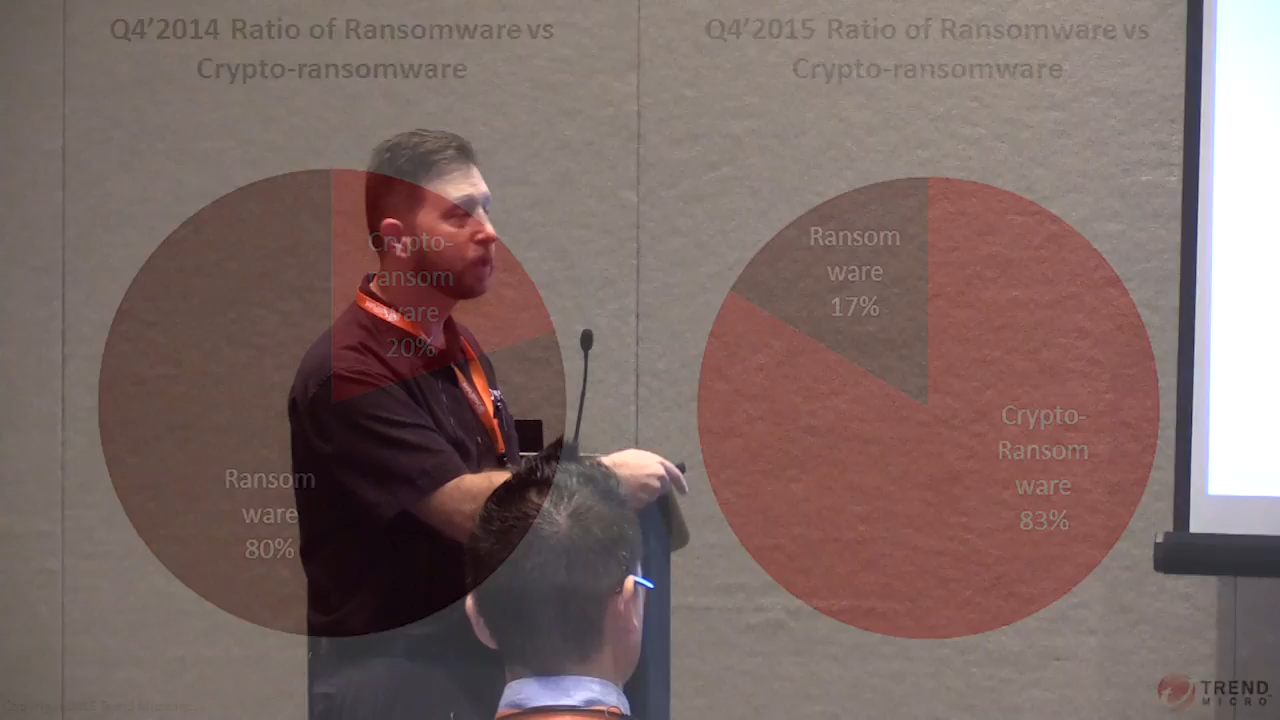 Q4'2014 Ratio of Ransomware vs
Crypto-ransomware
Crypto-
ransom
ware
20%
Ransom
ware
80%
Q4'2015 Ratio of Ransomware vs
Crypto-ransomware
Ransom
ware
17%
Crypto-
Ransom
ware
83%
TREND
MICRO